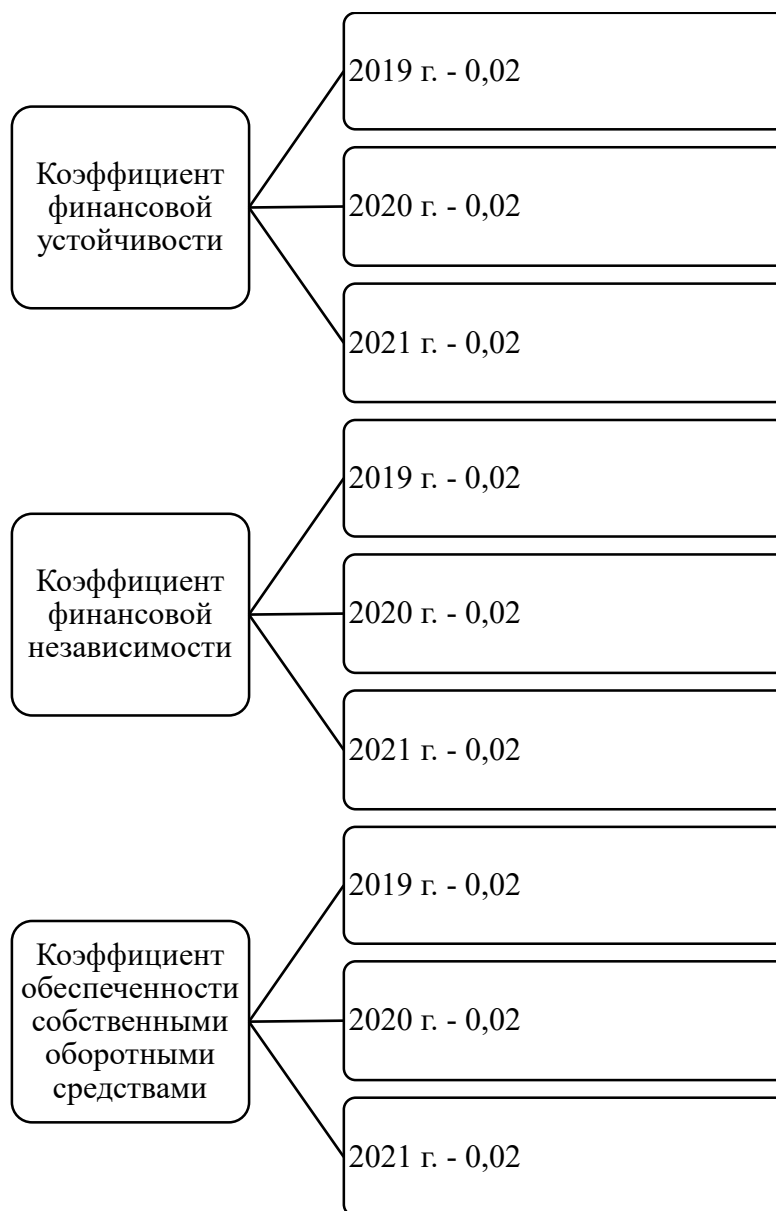 Коэффициент
финансовой
устойчивости
2019 г. - 0,02
2020 г. - 0,02
2021 г. - 0,02
Коэффициент
финансовой
независимости
2019 г. - 0,02
2020 г. - 0,02
2021 г. - 0,02
Коэффициент
обеспеченности
собственными
оборотными
средствами
2019 г. - 0,02
2020 г. - 0,02
2021 г. - 0,02